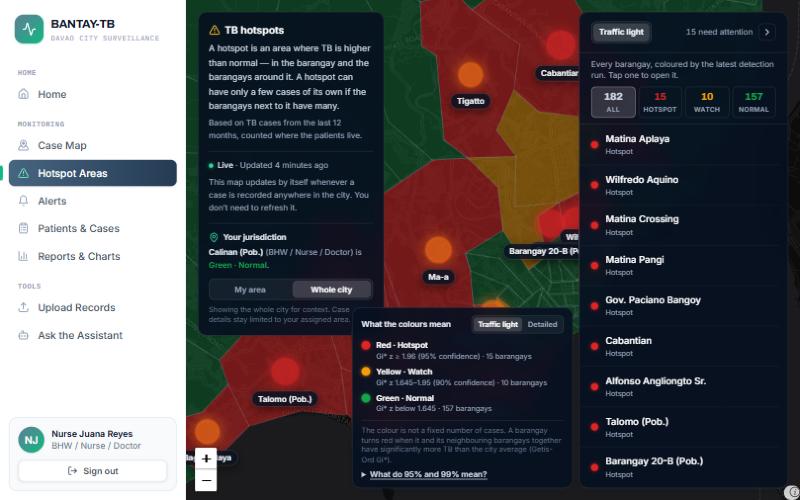 BANTAY-TB
DAVAO CITY SURVEILLANCE
HOME
Home
MONITORING
Case Map
Hotspot Areas
Alerts
Patients & Cases
Reports & Charts
TOOLS
Upload Records
Ask the Assistant
NJ
Nurse Juana Reyes
BHW / Nurse / Doctor
Sign out
TB hotspots
A hotspot is an area where TB is higher
than normal — in the barangay and the
barangays around it. A hotspot can
have only a few cases of its own if the
barangays next to it have many.
Based on TB cases from the last 12
months, counted where the patients live.
Live · Updated 4 minutes ago
This map updates by itself whenever a
case is recorded anywhere in the city. You
don't need to refresh it.
Your jurisdiction
Calinan (Pob.) (BHW / Nurse / Doctor) is
Green · Normal.
My area
Whole city
Showing the whole city for context. Case
details stay limited to your assigned area.
Tigatto
Cabantian
Barangay 20-B (P
Ma-a
Talomo (Pob.)
+
−
What the colours mean
Traffic light
Detailed
Red · Hotspot
Gi* z ≥ 1.96 (95% confidence) · 15 barangays
Yellow · Watch
Gi* z 1.645–1.95 (90% confidence) · 10 barangays
Green · Normal
Gi* z below 1.645 · 157 barangays
The colour is not a fixed number of cases. A barangay
turns red when it and its neighbouring barangays together
have significantly more TB than the city average (Getis-
Ord Gi*).
What do 95% and 99% mean?
Traffic light
15 need attention
Every barangay, coloured by the latest detection
run. Tap one to open it.
182
ALL
15
HOTSPOT
10
WATCH
157
NORMAL
Matina Aplaya
Hotspot
Wilfredo Aquino
Hotspot
Matina Crossing
Hotspot
Matina Pangi
Hotspot
Gov. Paciano Bangoy
Hotspot
Cabantian
Hotspot
Alfonso Angliongto Sr.
Hotspot
Talomo (Pob.)
Hotspot
Barangay 20-B (Pob.)
Hotspot